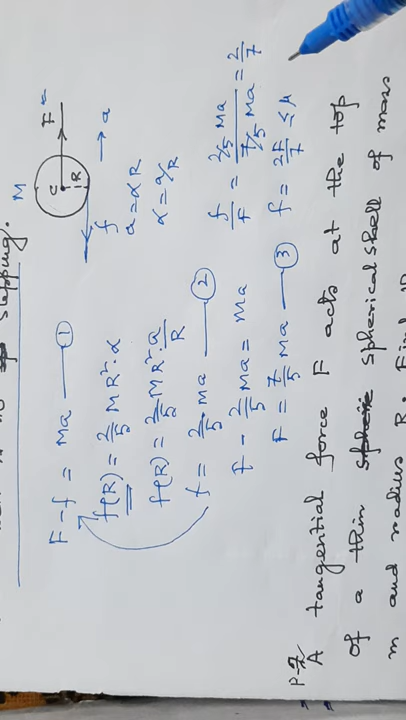 slipping.
M
F
C
R
f
→ a
a = αR
α = a/R
F - f = Ma ——— ①
f(R) = 2/5 MR² · α
f(R) = 2/5 MR² · a/R
f = 2/5 · Ma ——— ②
F - 2/5 Ma = Ma
F = 7/5 Ma ——— ③
f/F = (2/5 Ma)/(7/5 Ma) = 2/7
f = 2F/7 ≤ μ
P-7/ A tangential force F acts at the top
of a thin spherical shell of mass
m and radius R.